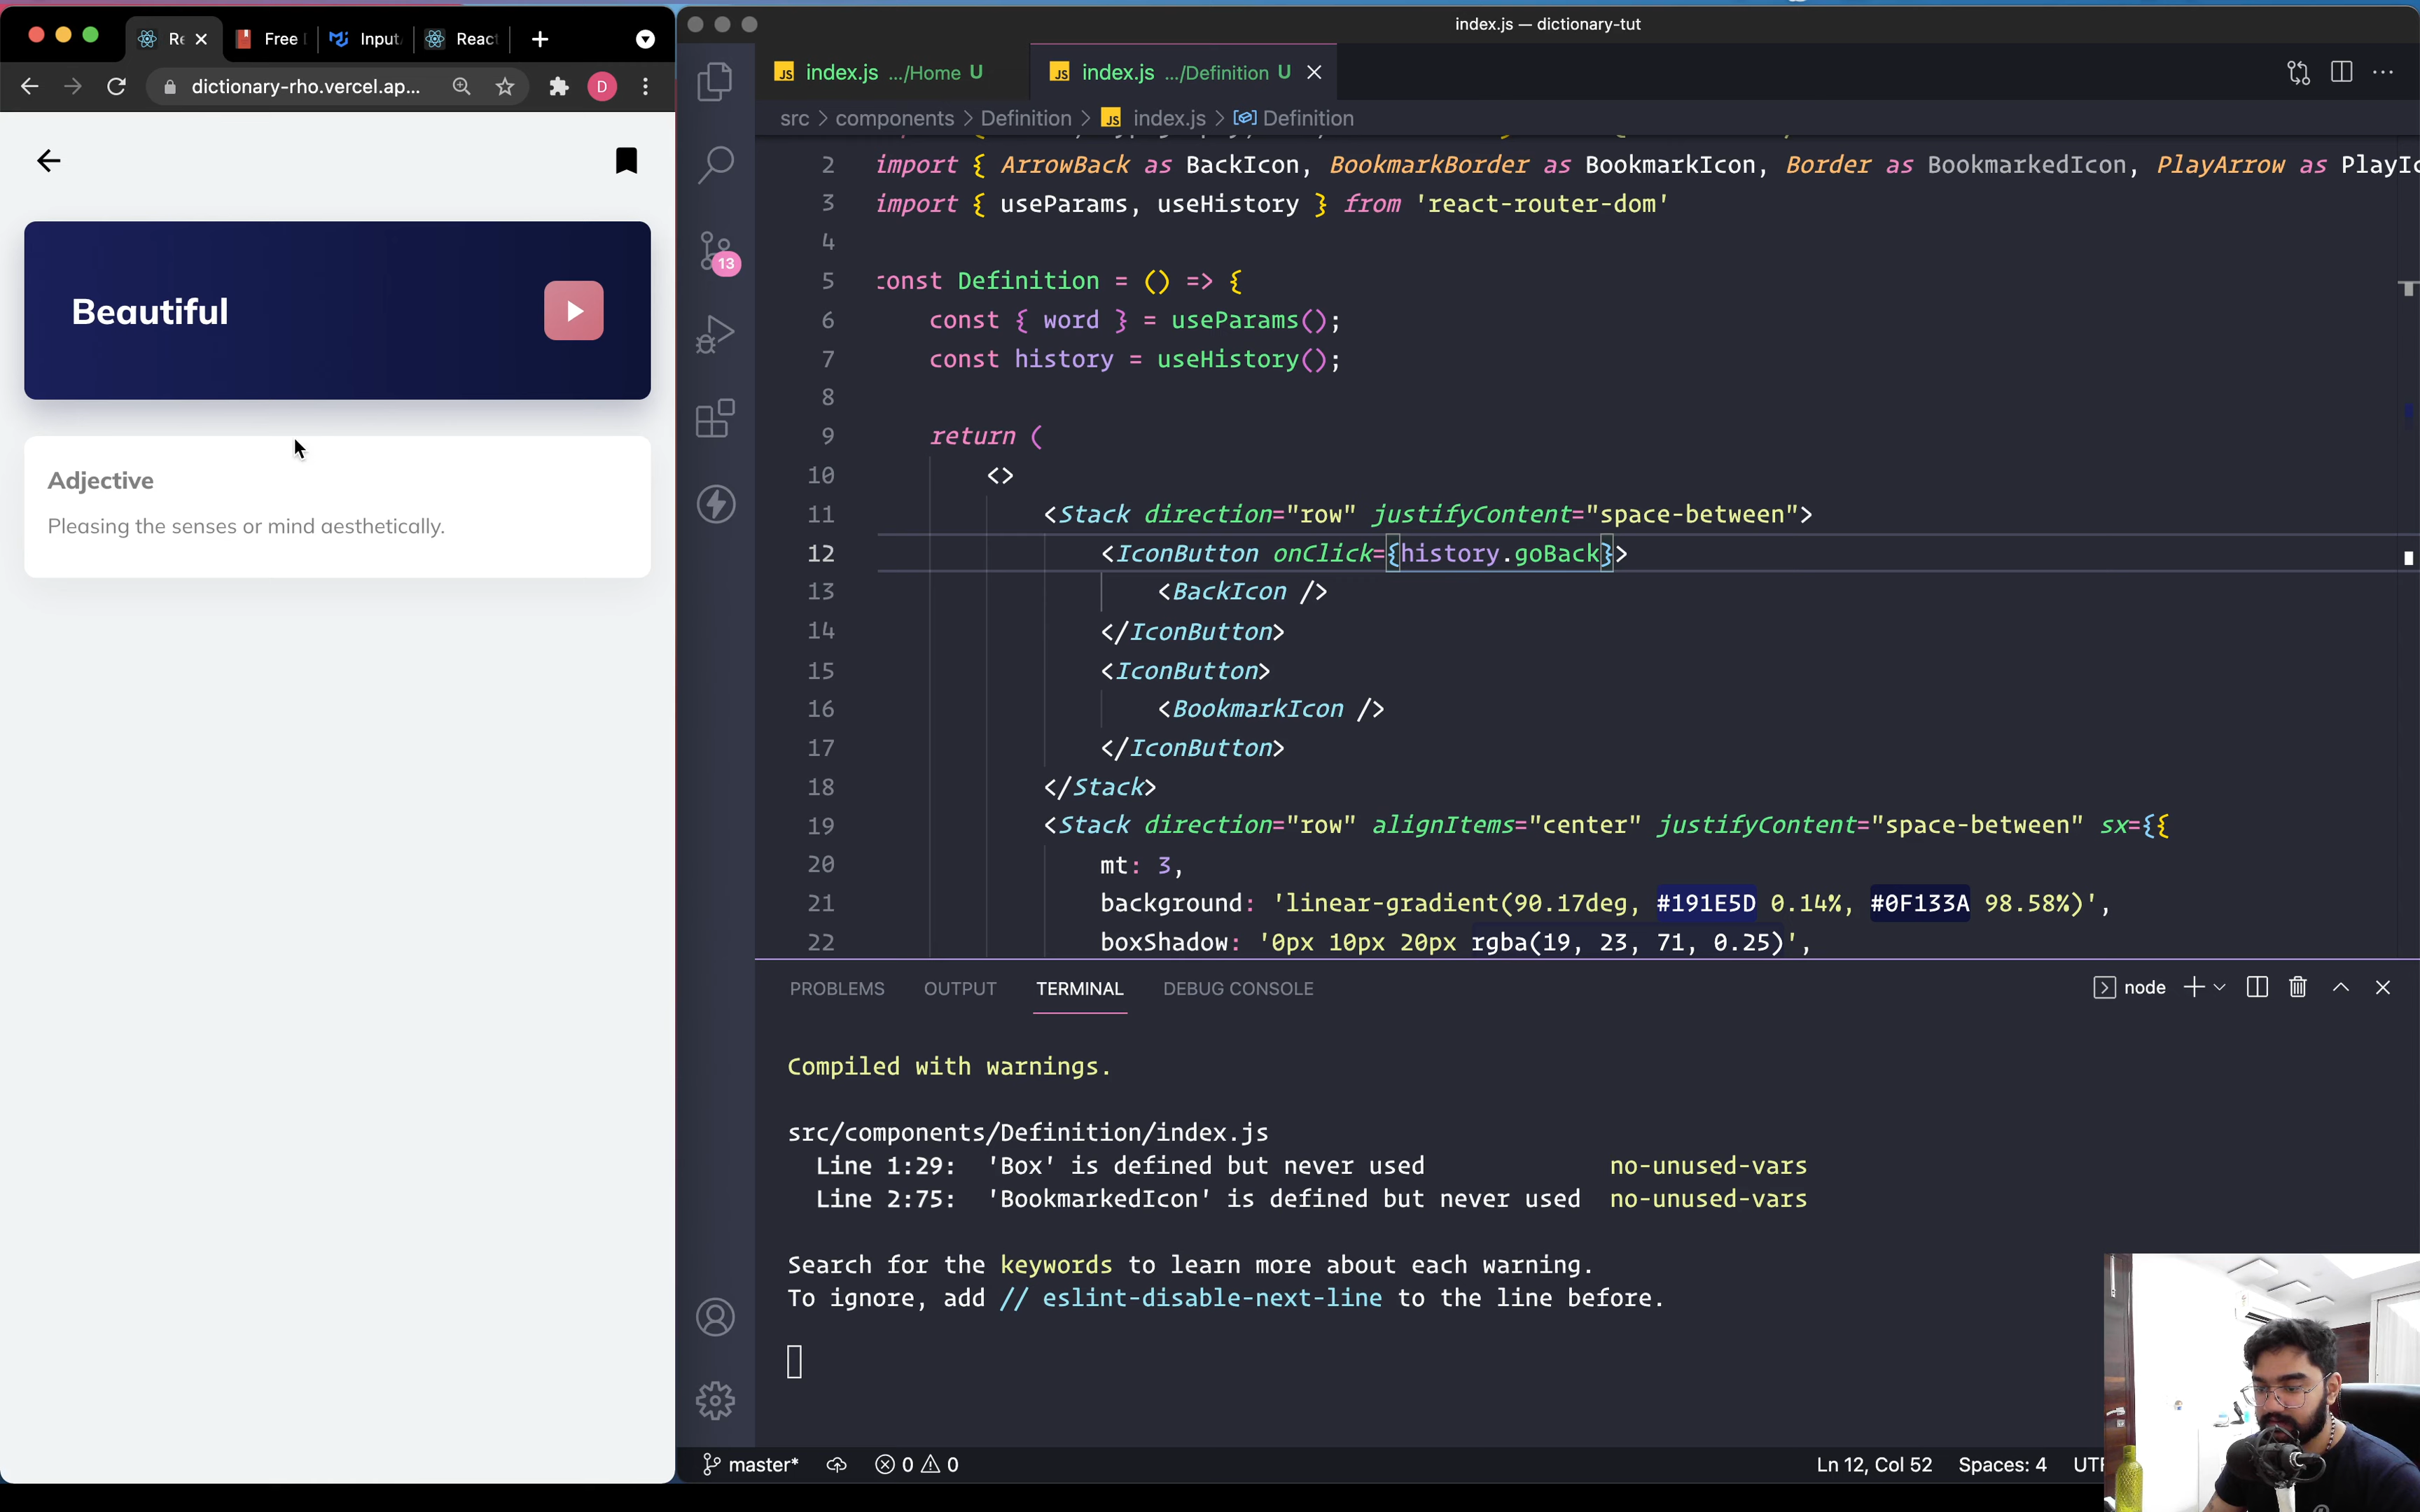 Re
Free
Input
React
dictionary-rho.vercel.ap...
D
Beautiful
Adjective
Pleasing the senses or mind aesthetically.
index.js — dictionary-tut
JS index.js .../Home U
JS index.js .../Definition U
src > components > Definition > JS index.js > Definition
2 import { ArrowBack as BackIcon, BookmarkBorder as BookmarkIcon, Border as BookmarkedIcon, PlayArrow as PlayIc
3 import { useParams, useHistory } from 'react-router-dom'
4
5 const Definition = () => {
6 const { word } = useParams();
7 const history = useHistory();
8
9 return (
10 <>
11 <Stack direction="row" justifyContent="space-between">
12 <IconButton onClick={history.goBack}>
13 <BackIcon />
14 </IconButton>
15 <IconButton>
16 <BookmarkIcon />
17 </IconButton>
18 </Stack>
19 <Stack direction="row" alignItems="center" justifyContent="space-between" sx={{
20 mt: 3,
21 background: 'linear-gradient(90.17deg, #191E5D 0.14%, #0F133A 98.58%)',
22 boxShadow: '0px 10px 20px rgba(19, 23, 71, 0.25)',
13
PROBLEMS OUTPUT TERMINAL DEBUG CONSOLE
node
Compiled with warnings.
src/components/Definition/index.js
Line 1:29: 'Box' is defined but never used no-unused-vars
Line 2:75: 'BookmarkedIcon' is defined but never used no-unused-vars
Search for the keywords to learn more about each warning.
To ignore, add // eslint-disable-next-line to the line before.
master* 0 0
Ln 12, Col 52 Spaces: 4 UTF